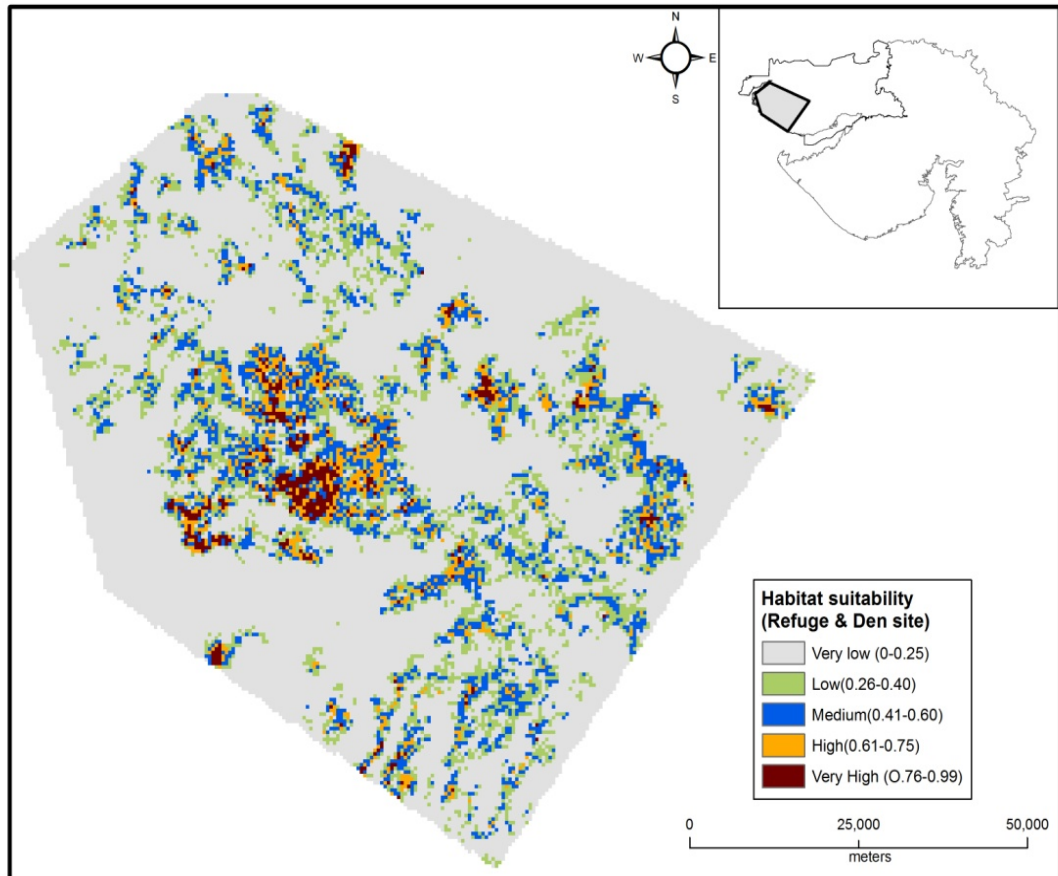 N
W E
S
Habitat suitability
(Refuge & Den site)
Very low (0-0.25)
Low(0.26-0.40)
Medium(0.41-0.60)
High(0.61-0.75)
Very High (O.76-0.99)
0 25,000 50,000
meters